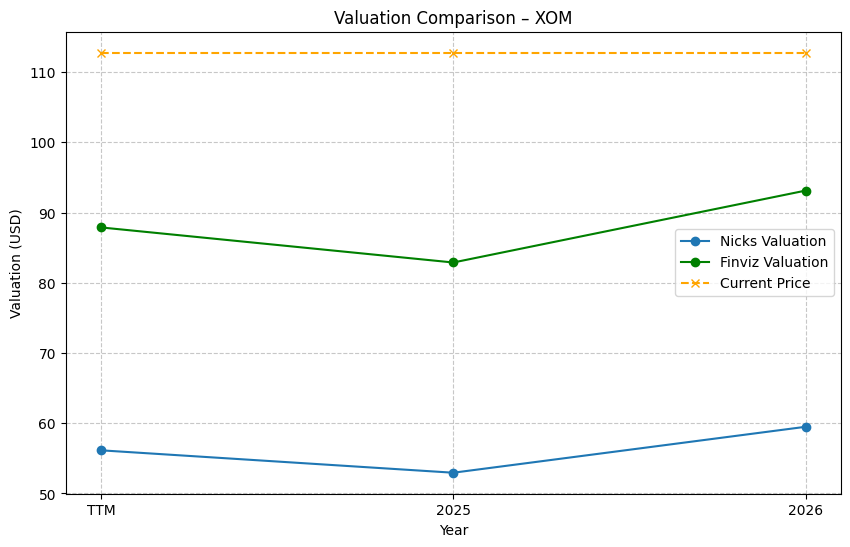 Valuation Comparison – XOM
Valuation (USD)
110
100
90
80
70
60
50
Nicks Valuation
Finviz Valuation
Current Price
TTM
2025
2026
Year